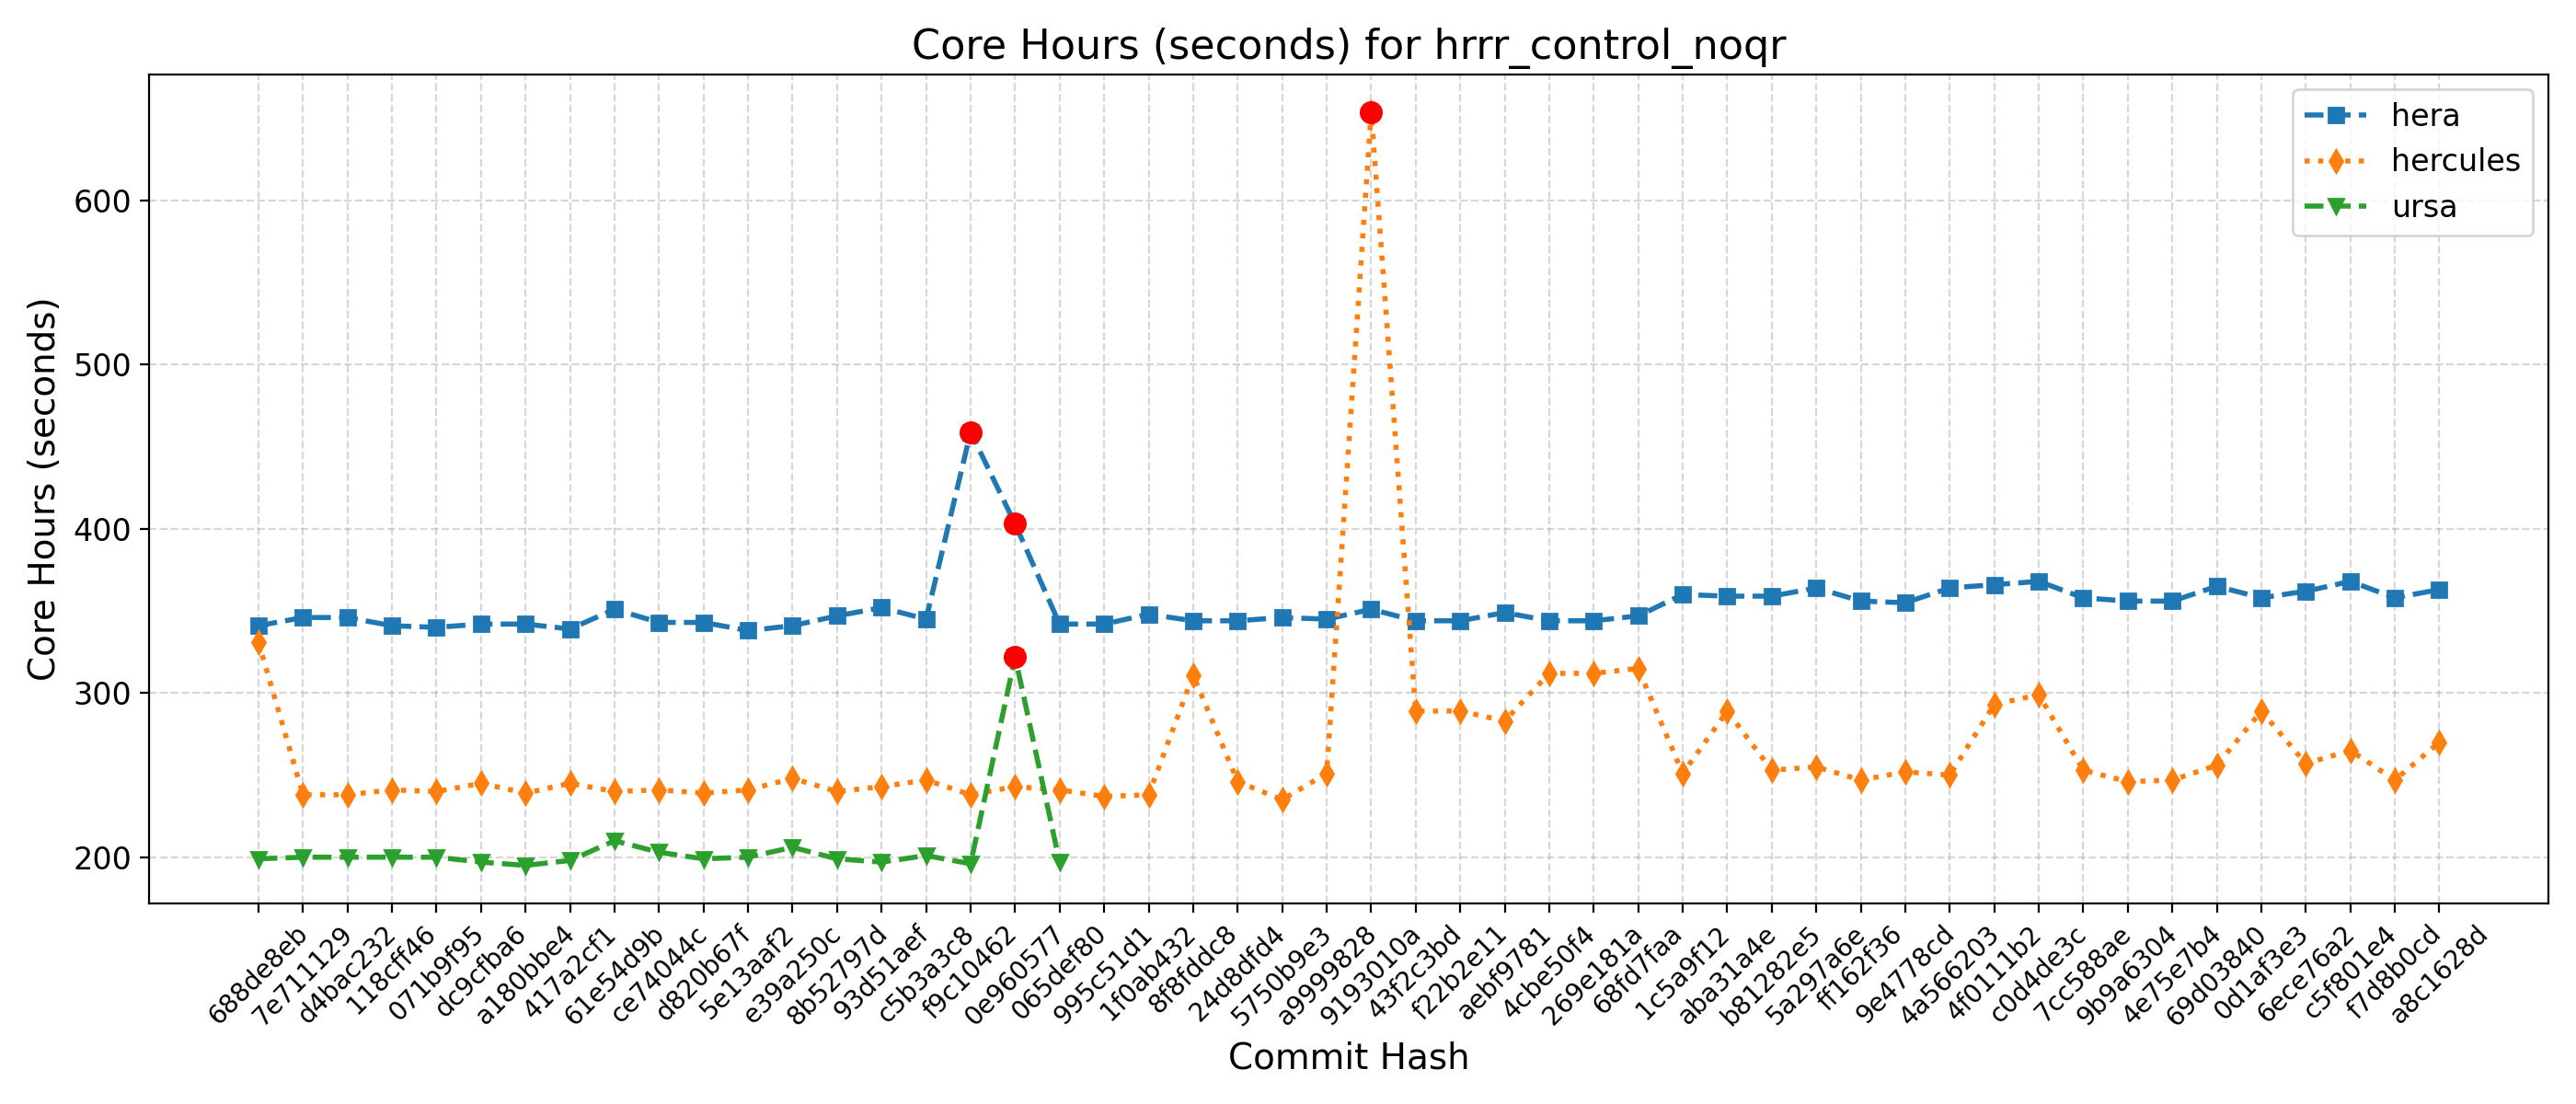 Core Hours (seconds) for hrrr_control_noqr
hera
hercules
ursa
Core Hours (seconds)
600
500
400
300
200
688de8eb
7e711129
d4bac232
118cff46
071b9f95
dc9cfba6
a180bbe4
417a2cf1
61e54d9b
ce74044c
d820b67f
5e13aaf2
e39a250c
8b52797d
93d51aef
c5b3a3c8
f9c10462
0e960577
065def80
995c51d1
1f0ab432
8f8fddc8
24d8dfd4
5750b9e3
a9999828
9193010a
43f2c3bd
f22b2e11
aebf9781
4cbe50f4
269e181a
68fd7faa
1c5a9f12
aba31a4e
b81282e5
5a297a6e
ff162f36
9e4778cd
4a566203
4f0111b2
c0d4de3c
7cc588ae
9b9a6304
4e75e7b4
69d03840
0d1af3e3
6ece76a2
c5f801e4
f7d8b0cd
a8c1628d
Commit Hash